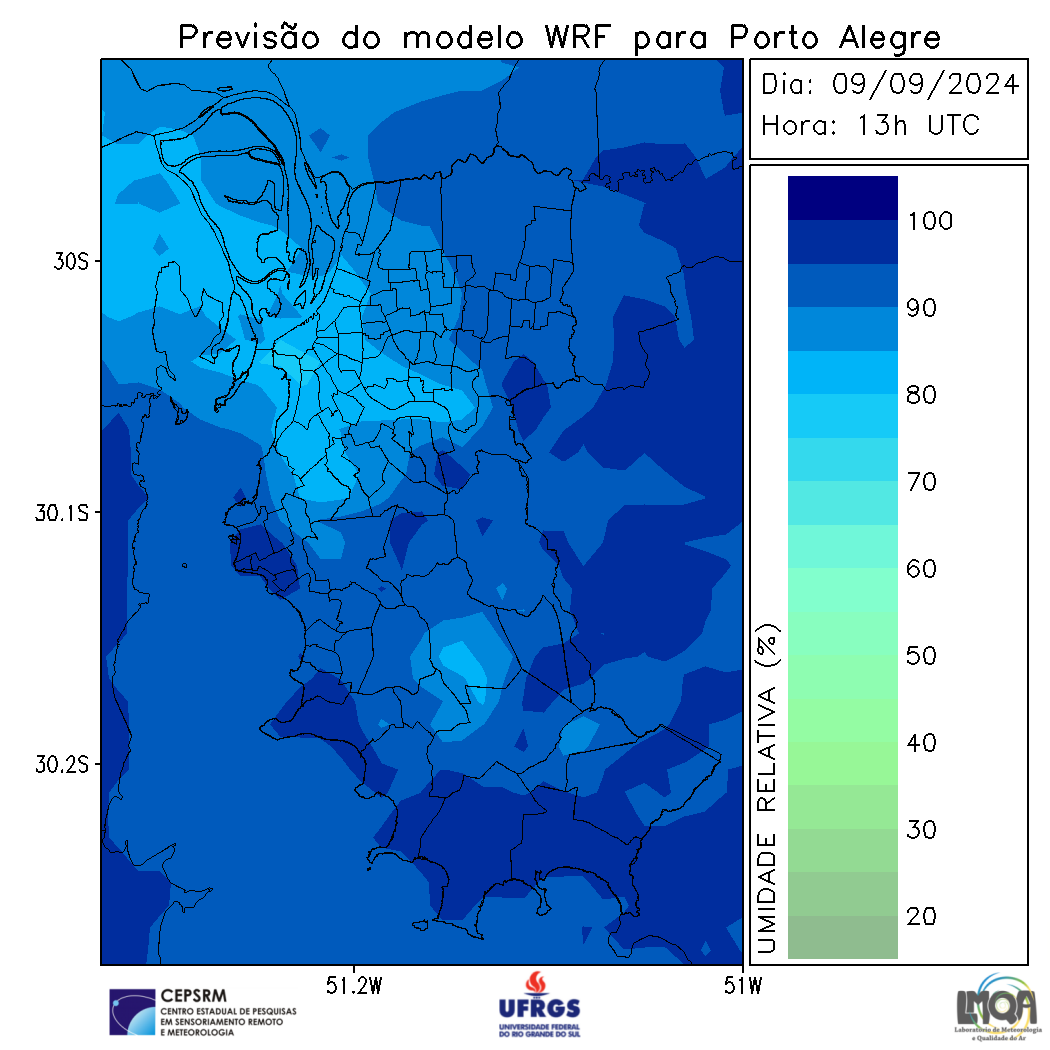 Previsão do modelo WRF para Porto Alegre
Dia: 09/09/2024
Hora: 13h UTC
30S
30.1S
30.2S
51.2W
51W
UMIDADE RELATIVA (%)
100
90
80
70
60
50
40
30
20
CEPSRM
CENTRO ESTADUAL DE PESQUISAS
EM SENSORIAMENTO REMOTO
E METEOROLOGIA
UFRGS
UNIVERSIDADE FEDERAL
DO RIO GRANDE DO SUL
LMQA
Laboratório de Meteorologia
e Qualidade do Ar